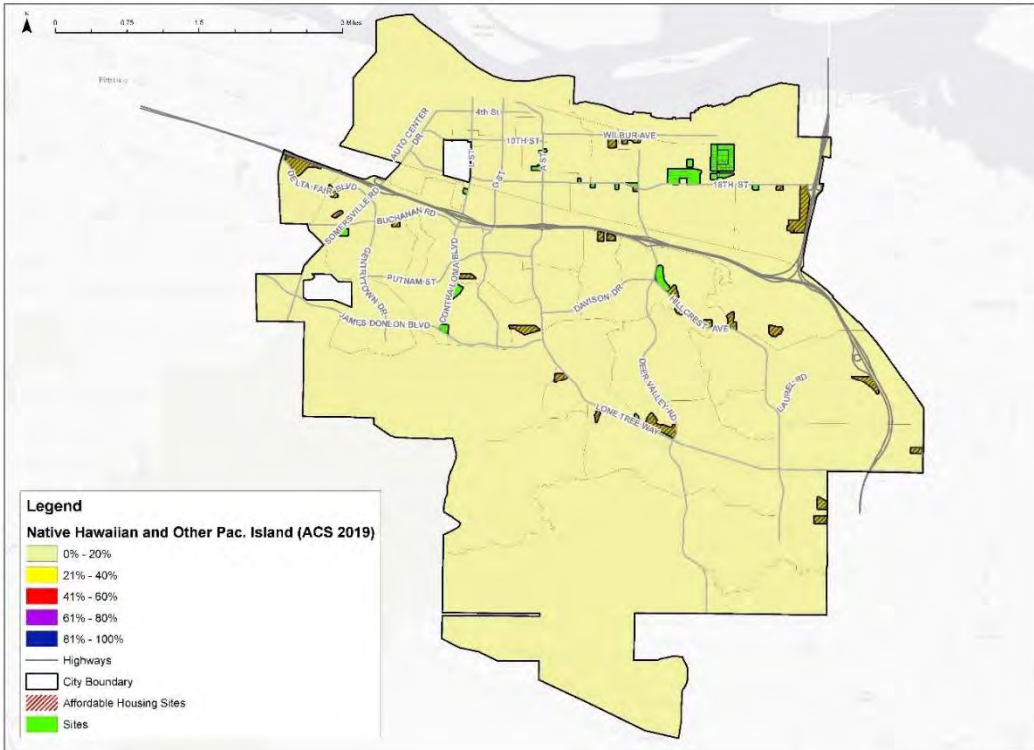 N
0 0.75 1.5 3 Miles
4th St
AUTO CENTER DR
10TH ST
WILBUR AVE
L ST
G ST
A ST
18TH ST
DELTA FAIR BLVD
SOMERSVILLE RD
BUCHANAN RD
GENTRYTOWN DR
PUTNAM ST
CONTRA LOMA BLVD
JAMES DONLON BLVD
DAVISON DR
HILLCREST AVE
DEER VALLEY RD
LAUREL RD
LONE TREE WAY
Legend
Native Hawaiian and Other Pac. Island (ACS 2019)
0% - 20%
21% - 40%
41% - 60%
61% - 80%
81% - 100%
Highways
City Boundary
Affordable Housing Sites
Sites